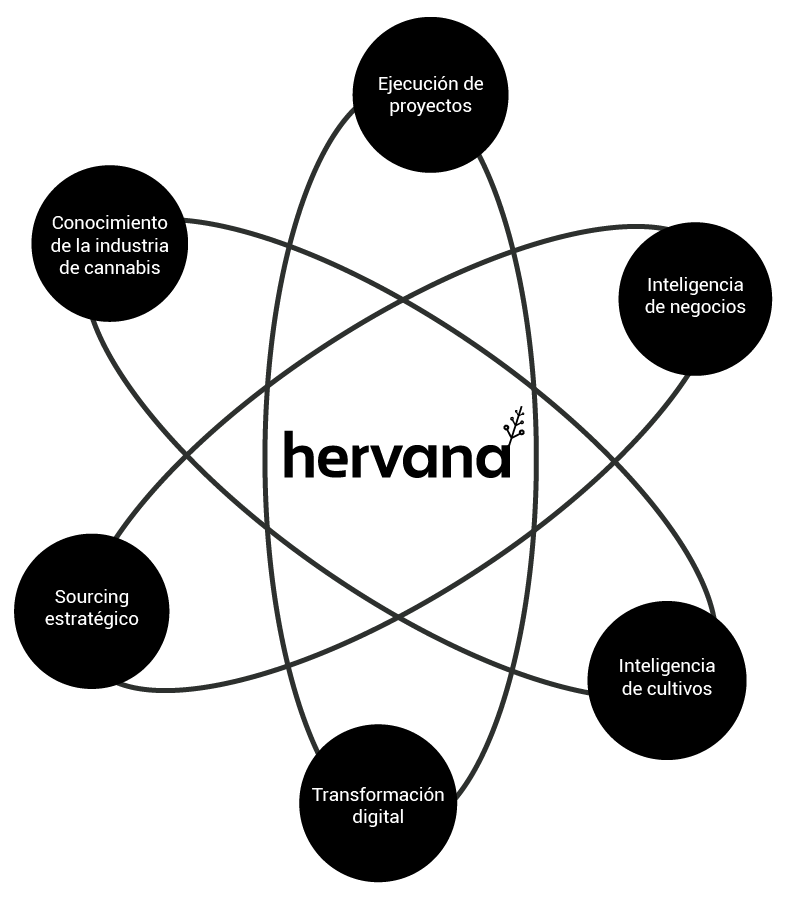 Ejecución de
proyectos
Conocimiento
de la industria
de cannabis
Inteligencia
de negocios
hervana
Sourcing
estratégico
Inteligencia
de cultivos
Transformación
digital